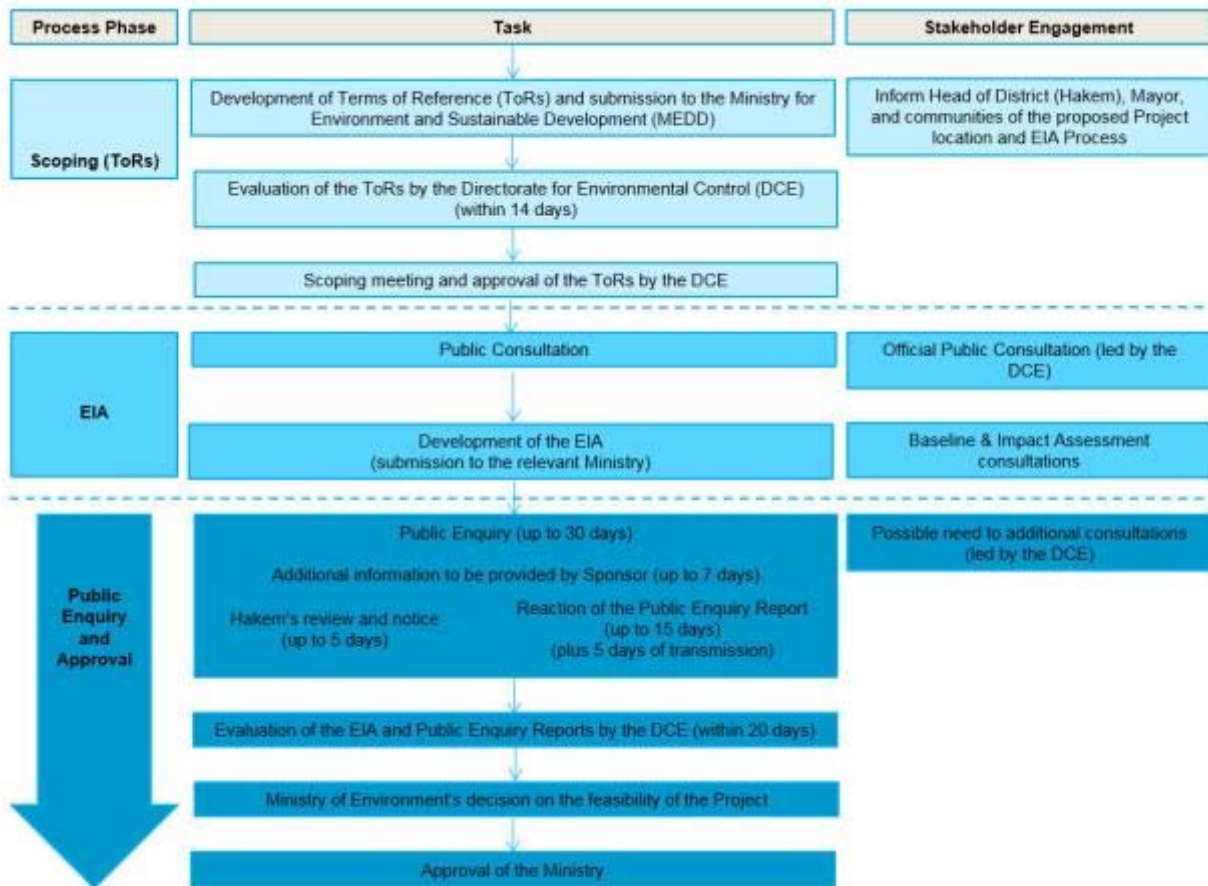 Process Phase
Task
Stakeholder Engagement
Scoping (ToRs)
Development of Terms of Reference (ToRs) and submission to the Ministry for
Environment and Sustainable Development (MEDD)
Inform Head of District (Hakem), Mayor,
and communities of the proposed Project
location and EIA Process
Evaluation of the ToRs by the Directorate for Environmental Control (DCE)
(within 14 days)
Scoping meeting and approval of the ToRs by the DCE
EIA
Public Consultation
Official Public Consultation (led by the
DCE)
Development of the EIA
(submission to the relevant Ministry)
Baseline & Impact Assessment
consultations
Public
Enquiry
and
Approval
Public Enquiry (up to 30 days)
Additional information to be provided by Sponsor (up to 7 days)
Hakem's review and notice
(up to 5 days)
Reaction of the Public Enquiry Report
(up to 15 days)
(plus 5 days of transmission)
Possible need to additional consultations
(led by the DCE)
Evaluation of the EIA and Public Enquiry Reports by the DCE (within 20 days)
Ministry of Environment's decision on the feasibility of the Project
Approval of the Ministry